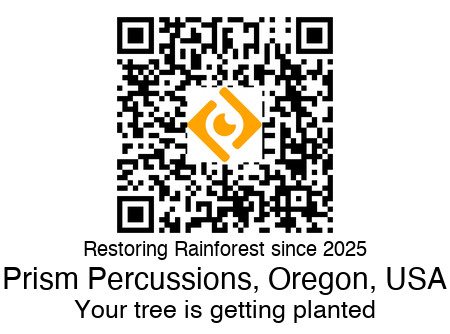 Restoring Rainforest since 2025
Prism Percussions, Oregon, USA
Your tree is getting planted